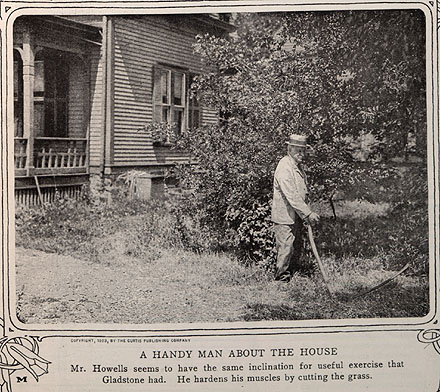 COPYRIGHT, 1903, BY THE CURTIS PUBLISHING COMPANY
A HANDY MAN ABOUT THE HOUSE
Mr. Howells seems to have the same inclination for useful exercise that
Gladstone had. He hardens his muscles by cutting the grass.
M